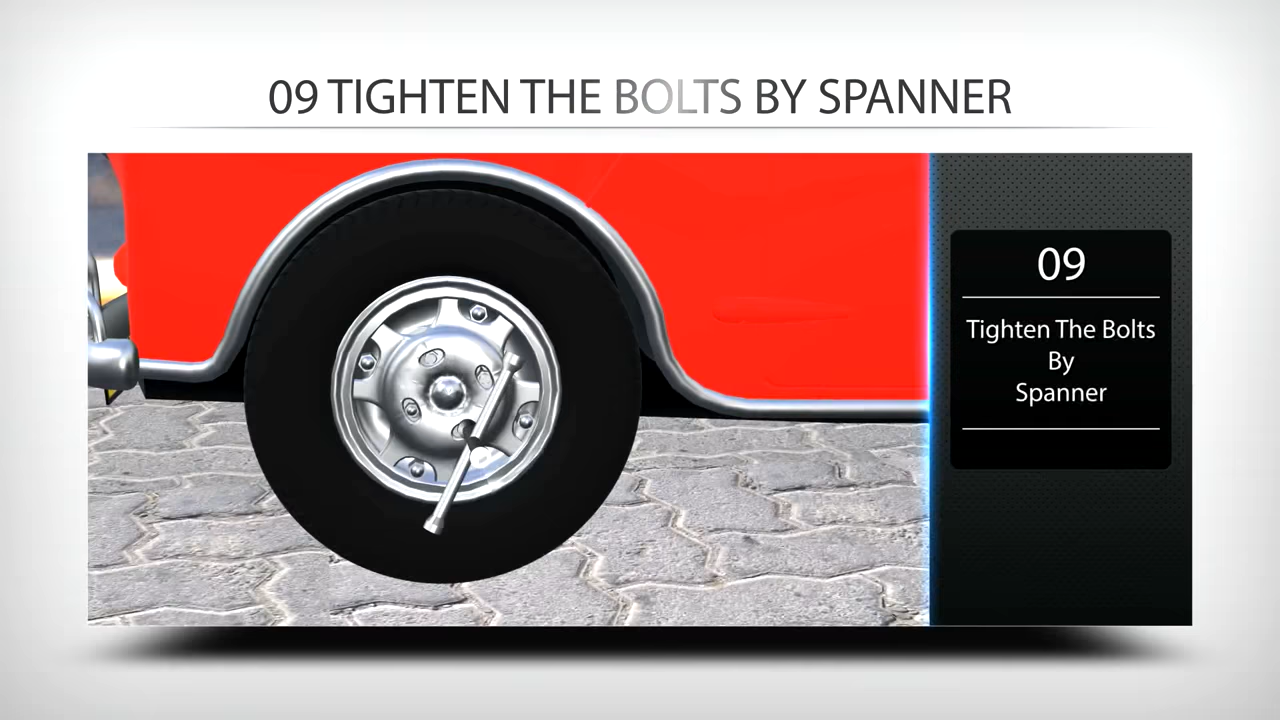 09 TIGHTEN THE BOLTS BY SPANNER
09
Tighten The Bolts
By
Spanner